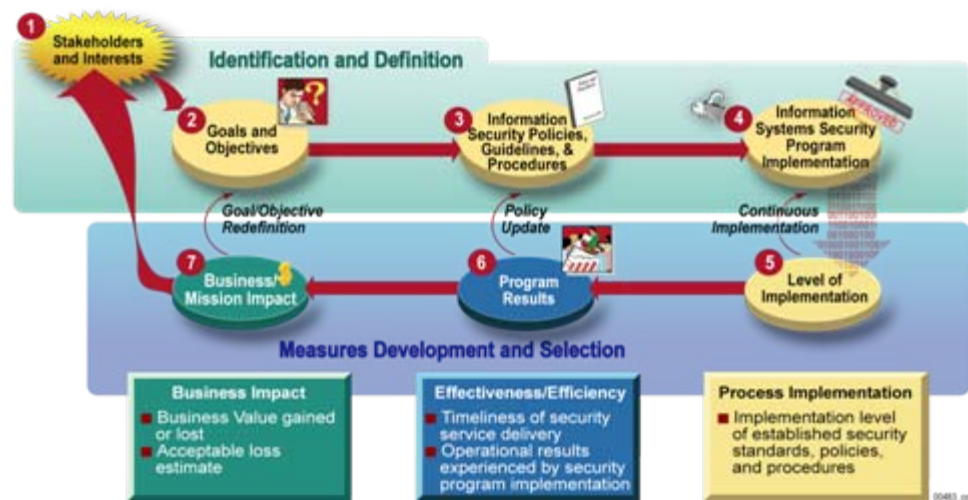 1
Stakeholders
and Interests
Identification and Definition
2
Goals and
Objectives
3
Information
Security Policies,
Guidelines, &
Procedures
4
Information
Systems Security
Program
Implementation
APPROVED
Goal/Objective
Redefinition
Policy
Update
Continuous
Implementation
001100100
001100100
7
Business/
Mission Impact
6
Program
Results
5
Level of
Implementation
Measures Development and Selection
Business Impact
Business Value gained
or lost
Acceptable loss
estimate
Effectiveness/Efficiency
Timeliness of security
service delivery
Operational results
experienced by security
program implementation
Process Implementation
Implementation level
of established security
standards, policies,
and procedures